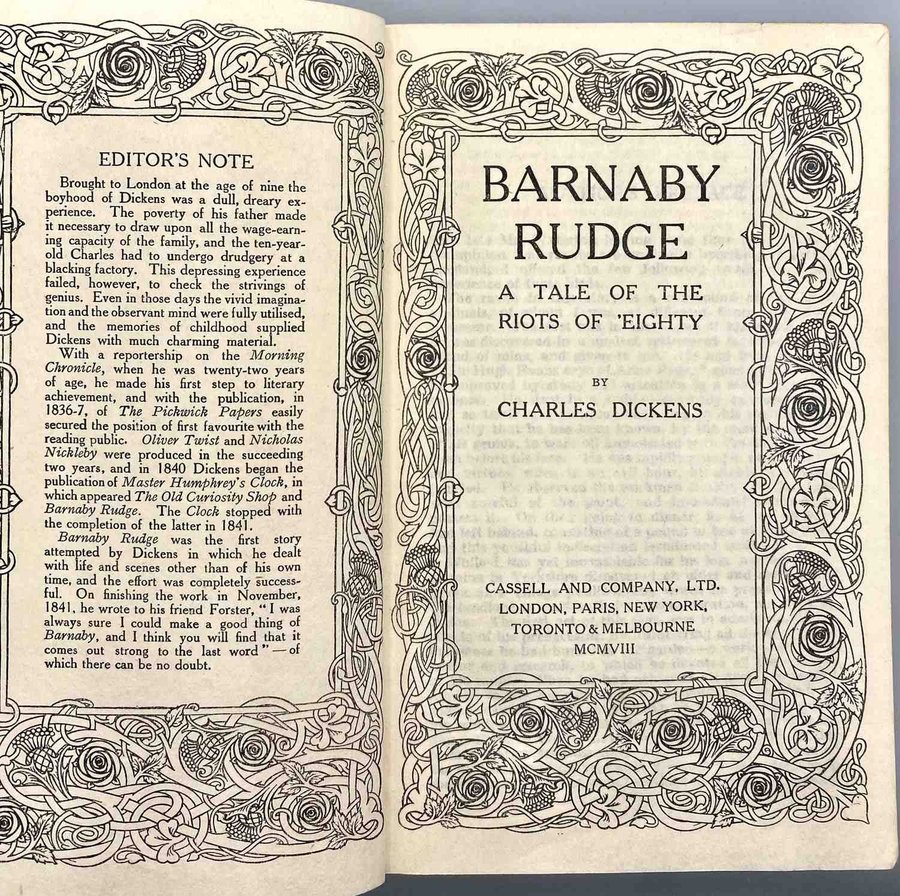 EDITOR'S NOTE
Brought to London at the age of nine the
boyhood of Dickens was a dull, dreary ex-
perience. The poverty of his father made
it necessary to draw upon all the wage-earn-
ing capacity of the family, and the ten-year-
old Charles had to undergo drudgery at a
blacking factory. This depressing experience
failed, however, to check the strivings of
genius. Even in those days the vivid imagina-
tion and the observant mind were fully utilised,
and the memories of childhood supplied
Dickens with much charming material.
With a reportership on the Morning
Chronicle, when he was twenty-two years
of age, he made his first step to literary
achievement, and with the publication, in
1836-7, of The Pickwick Papers easily
secured the position of first favourite with the
reading public. Oliver Twist and Nicholas
Nickleby were produced in the succeeding
two years, and in 1840 Dickens began the
publication of Master Humphrey's Clock, in
which appeared The Old Curiosity Shop and
Barnaby Rudge. The Clock stopped with
the completion of the latter in 1841.
Barnaby Rudge was the first story
attempted by Dickens in which he dealt
with life and scenes other than of his own
time, and the effort was completely success-
ful. On finishing the work in November,
1841, he wrote to his friend Forster, "I was
always sure I could make a good thing of
Barnaby, and I think you will find that it
comes out strong to the last word"—of
which there can be no doubt.
BARNABY
RUDGE
A TALE OF THE
RIOTS OF 'EIGHTY
BY
CHARLES DICKENS
CASSELL AND COMPANY, LTD.
LONDON, PARIS, NEW YORK,
TORONTO & MELBOURNE
MCMVIII